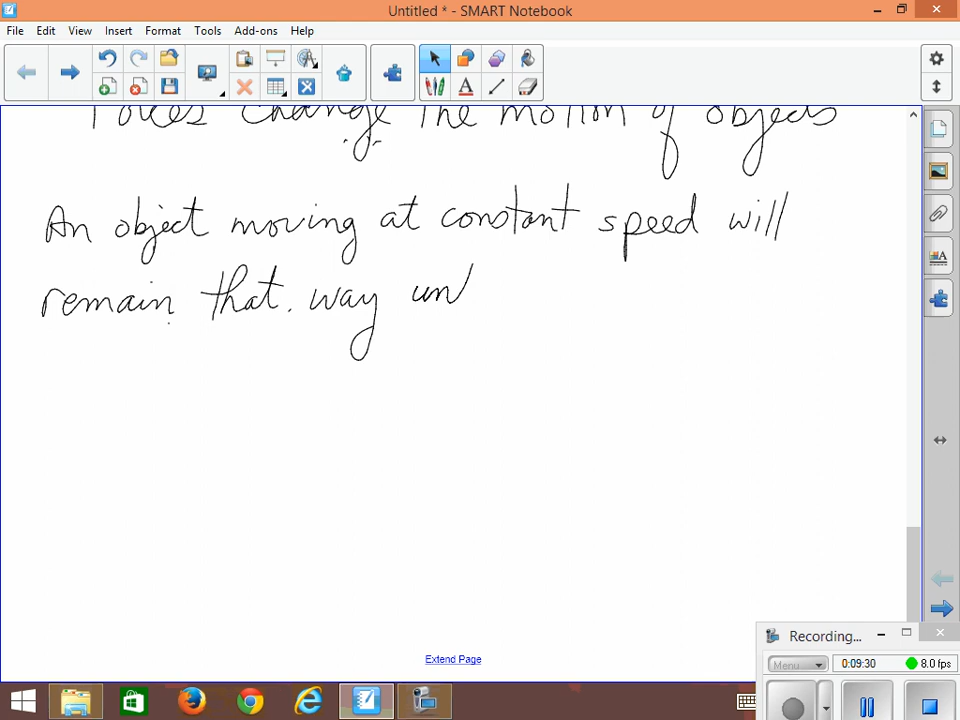 Untitled * - SMART Notebook
File Edit View Insert Format Tools Add-ons Help
Forces change the motion of objects
An object moving at constant speed will
remain that way un
Extend Page
Recording...
Menu 0:09:30 8.0 fps